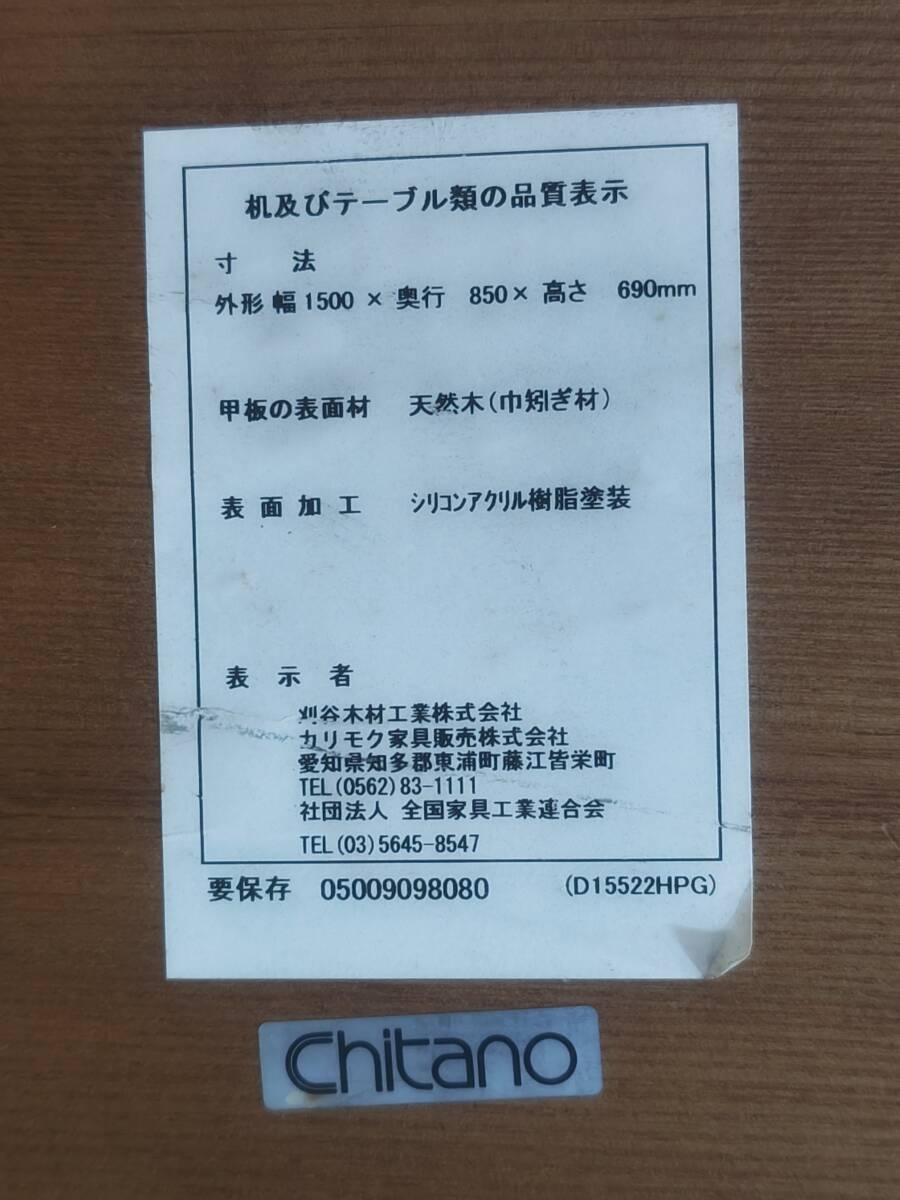 机及びテーブル類の品質表示
寸　法
外形 幅1500 × 奥行 850× 高さ 690mm
甲板の表面材 天然木(巾矧ぎ材)
表面加工 シリコンアクリル樹脂塗装
表示者
刈谷木材工業株式会社
カリモク家具販売株式会社
愛知県知多郡東浦町藤江皆栄町
TEL(0562)83-1111
社団法人 全国家具工業連合会
TEL(03)5645-8547
要保存 05009098080 (D15522HPG)
Chitano